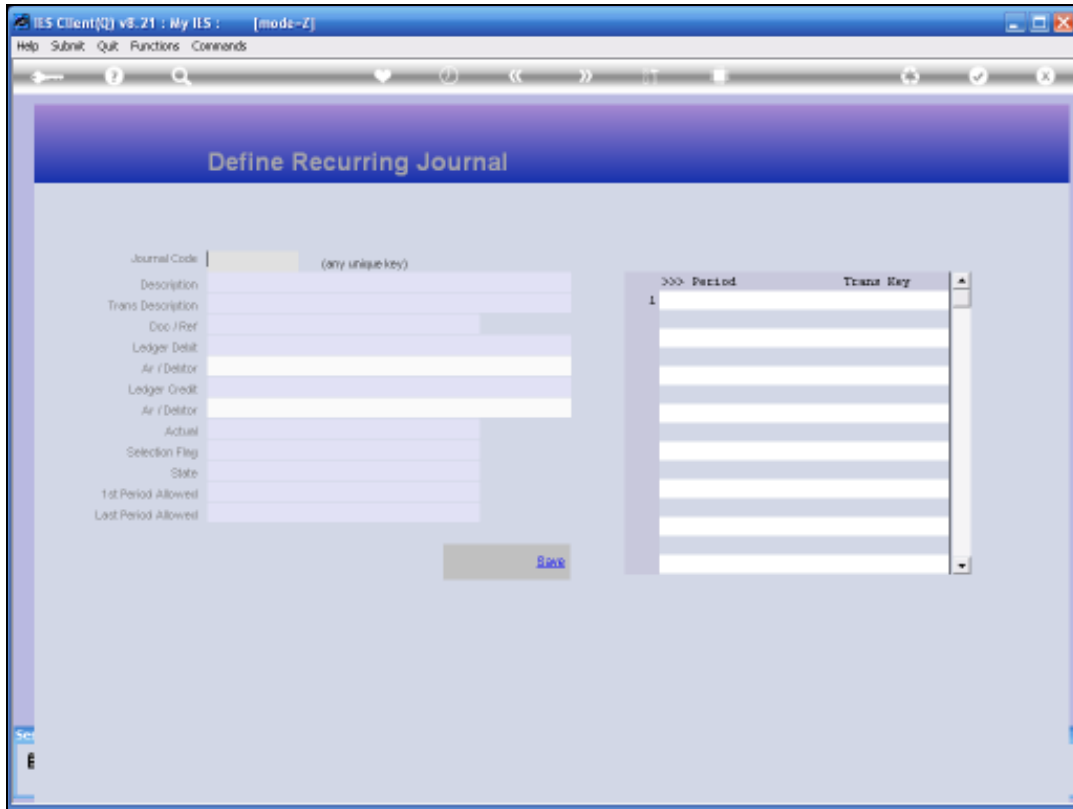 IES Client(Q) v8.21 : My IES : [mode=Z]
Help Submit Quit Functions Commands
Define Recurring Journal
Journal Code (any unique key)
Description
Trans Description
Doc / Ref
Ledger Debit
Ar / Debtor
Ledger Credit
Ar / Debtor
Actual
Selection Flag
State
1st Period Allowed
Last Period Allowed
Save
>>> Period Trans Key
1